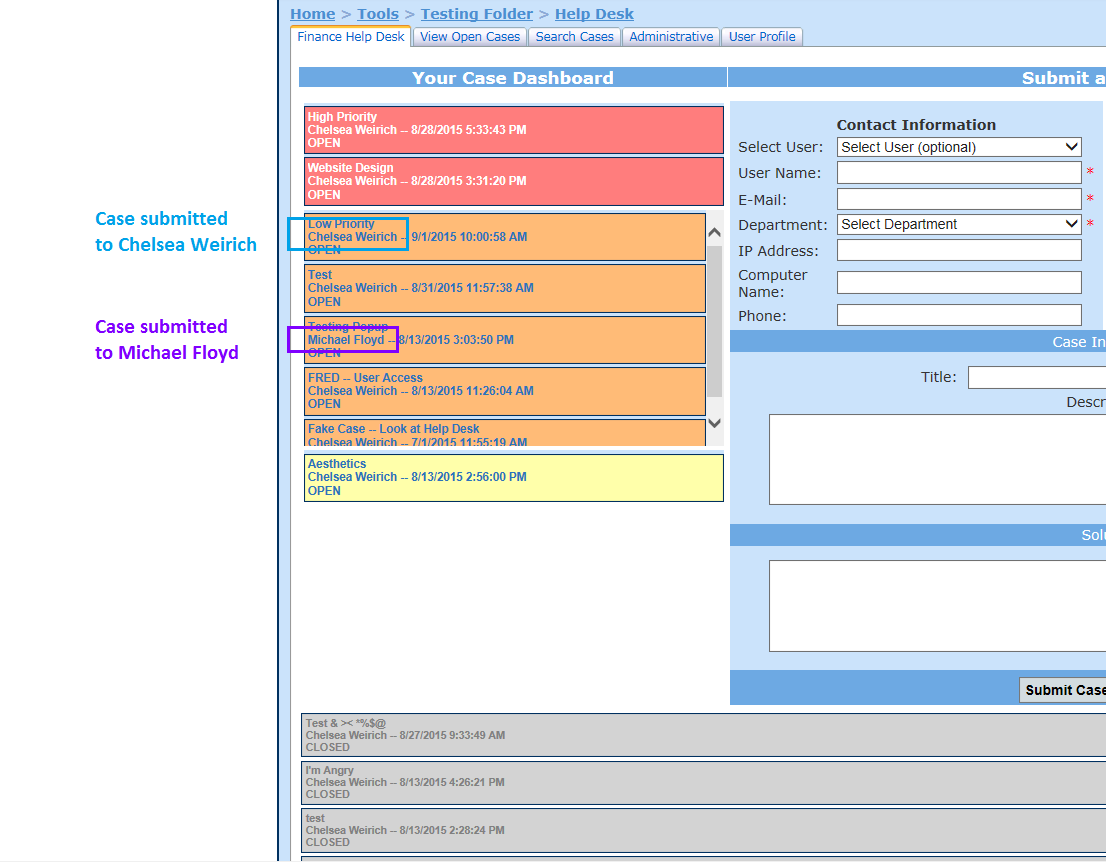 Home > Tools > Testing Folder > Help Desk
Finance Help Desk View Open Cases Search Cases Administrative User Profile
Your Case Dashboard
High Priority
Chelsea Weirich -- 8/28/2015 5:33:43 PM
OPEN
Website Design
Chelsea Weirich -- 8/28/2015 3:31:20 PM
OPEN
Case submitted
to Chelsea Weirich
Low Priority
Chelsea Weirich -- 9/1/2015 10:00:58 AM
OPEN
Test
Chelsea Weirich -- 8/31/2015 11:57:38 AM
OPEN
Case submitted
to Michael Floyd
Testing Popup
Michael Floyd -- 8/13/2015 3:03:50 PM
OPEN
FRED -- User Access
Chelsea Weirich -- 8/13/2015 11:26:04 AM
OPEN
Fake Case -- Look at Help Desk
Chelsea Weirich -- 7/1/2015 11:55:19 AM
Aesthetics
Chelsea Weirich -- 8/13/2015 2:56:00 PM
OPEN
Submit a
Contact Information
Select User: Select User (optional)
User Name: *
E-Mail: *
Department: Select Department *
IP Address:
Computer
Name:
Phone:
Case In
Title:
Descr
Solu
Submit Case
Test & >< *%$@
Chelsea Weirich -- 8/27/2015 9:33:49 AM
CLOSED
I'm Angry
Chelsea Weirich -- 8/13/2015 4:26:21 PM
CLOSED
test
Chelsea Weirich -- 8/13/2015 2:28:24 PM
CLOSED